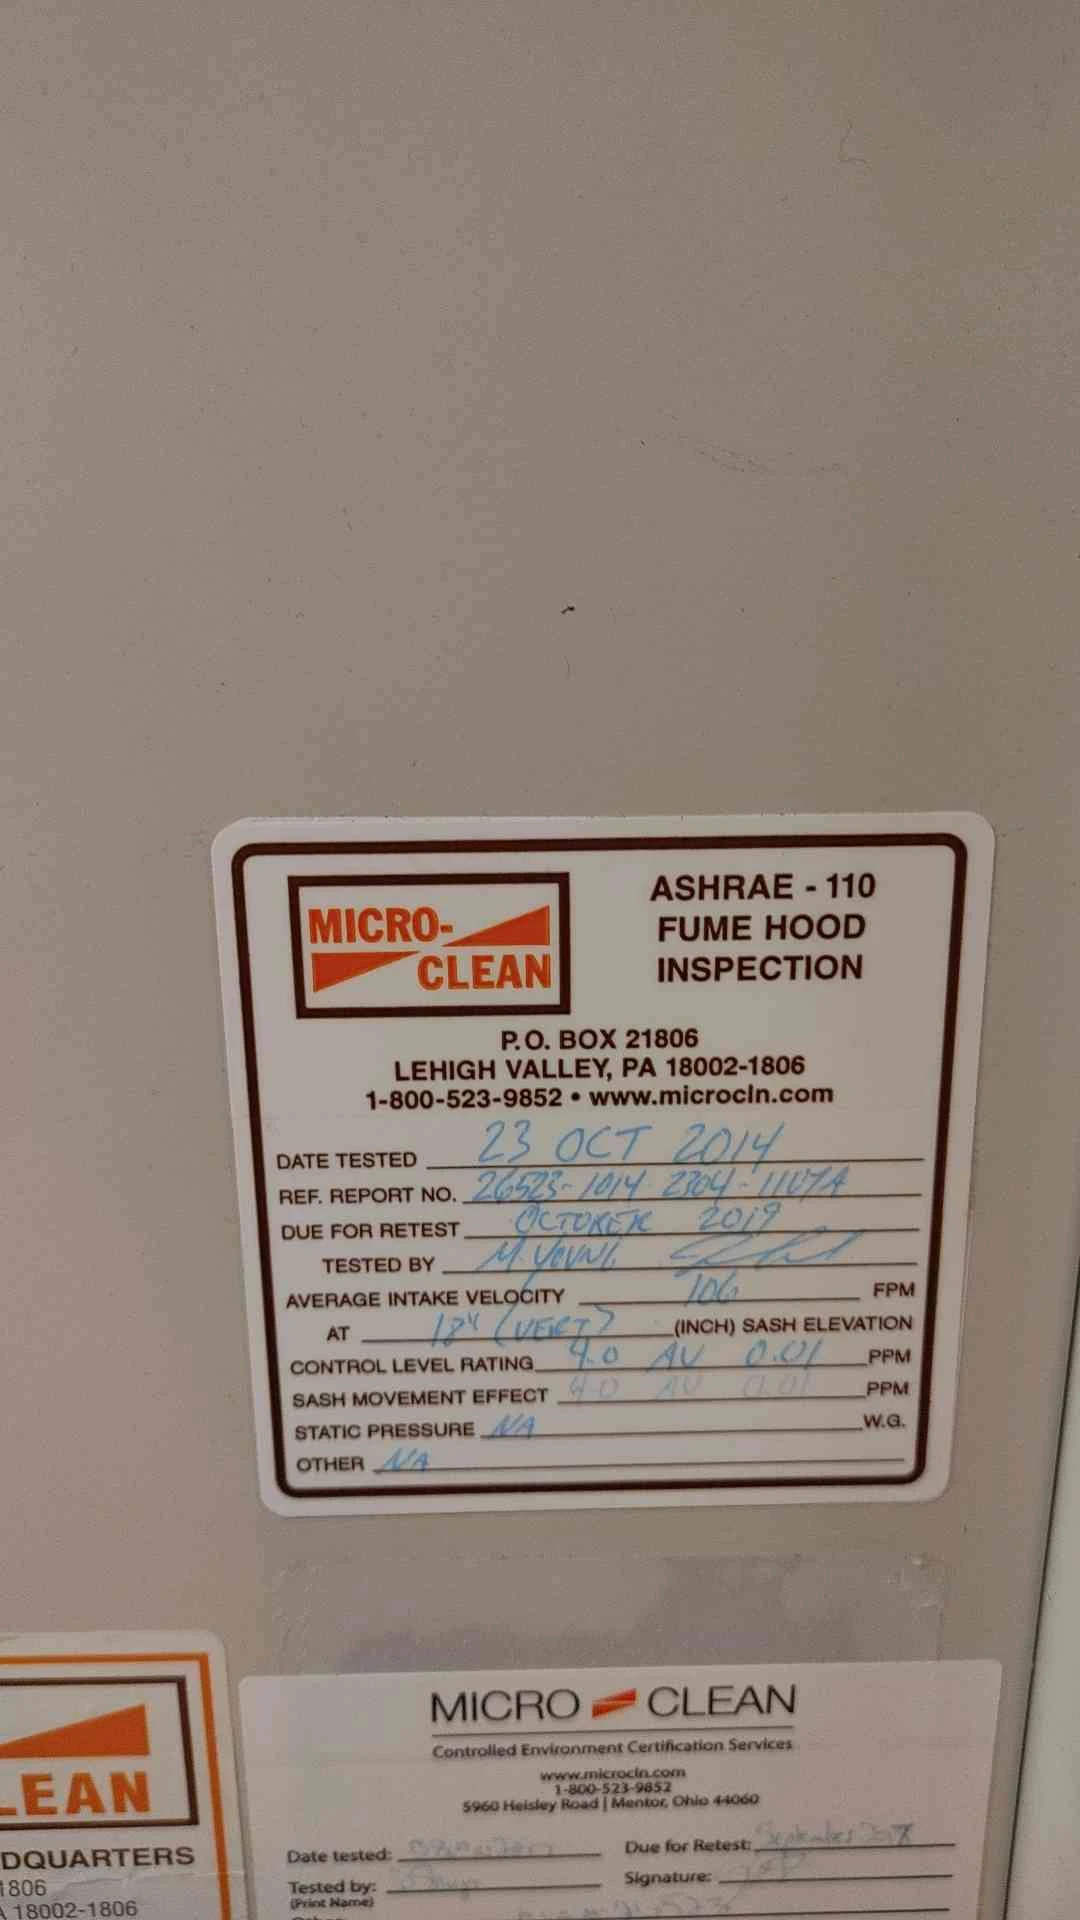 MICRO-
CLEAN
ASHRAE - 110
FUME HOOD
INSPECTION
P.O. BOX 21806
LEHIGH VALLEY, PA 18002-1806
1-800-523-9852 • www.microcln.com
DATE TESTED 23 OCT 2014
REF. REPORT NO. 26523-1014-2304-1107A
DUE FOR RETEST OCTOBER 2019
TESTED BY M. YOUNG
AVERAGE INTAKE VELOCITY 106 FPM
AT 18" (VERT) (INCH) SASH ELEVATION
CONTROL LEVEL RATING 4.0 AU 0.01 PPM
SASH MOVEMENT EFFECT 4.0 AU 0.01 PPM
STATIC PRESSURE NA W.G.
OTHER NA
LEAN
DQUARTERS
1806
A 18002-1806
MICRO CLEAN
Controlled Environment Certification Services
www.microcln.com
1-800-523-9852
5960 Heisley Road | Mentor, Ohio 44060
Date tested:
Due for Retest: September
Tested by:
(Print Name)
Signature: